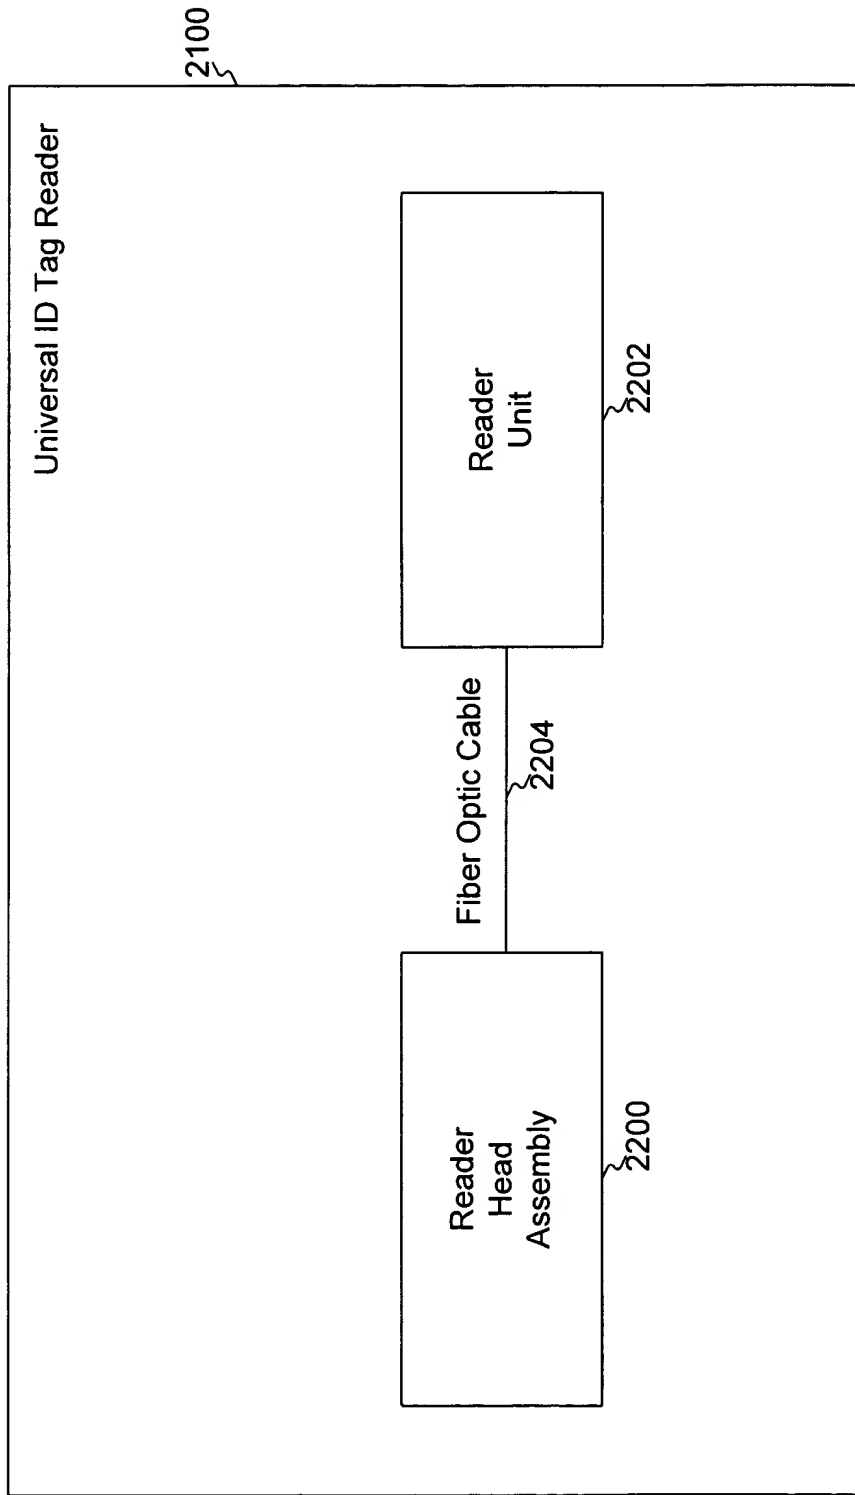 Universal ID Tag Reader
2100
Reader
Head
Assembly
2200
Fiber Optic Cable
2204
Reader
Unit
2202